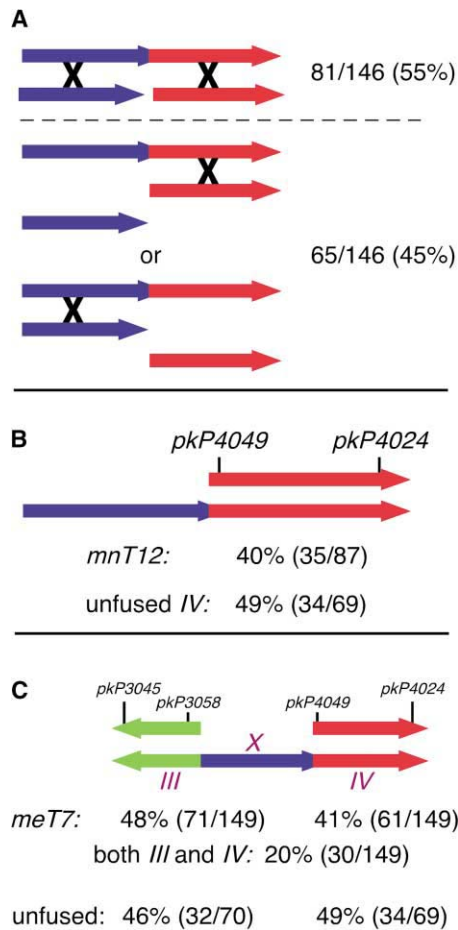 A
X X
81/146 (55%)
X
or
65/146 (45%)
X
B
pkP4049 pkP4024
mnT12: 40% (35/87)
unfused IV: 49% (34/69)
C
pkP3045 pkP3058 pkP4049 pkP4024
X
III IV
meT7: 48% (71/149) 41% (61/149)
both III and IV: 20% (30/149)
unfused: 46% (32/70) 49% (34/69)